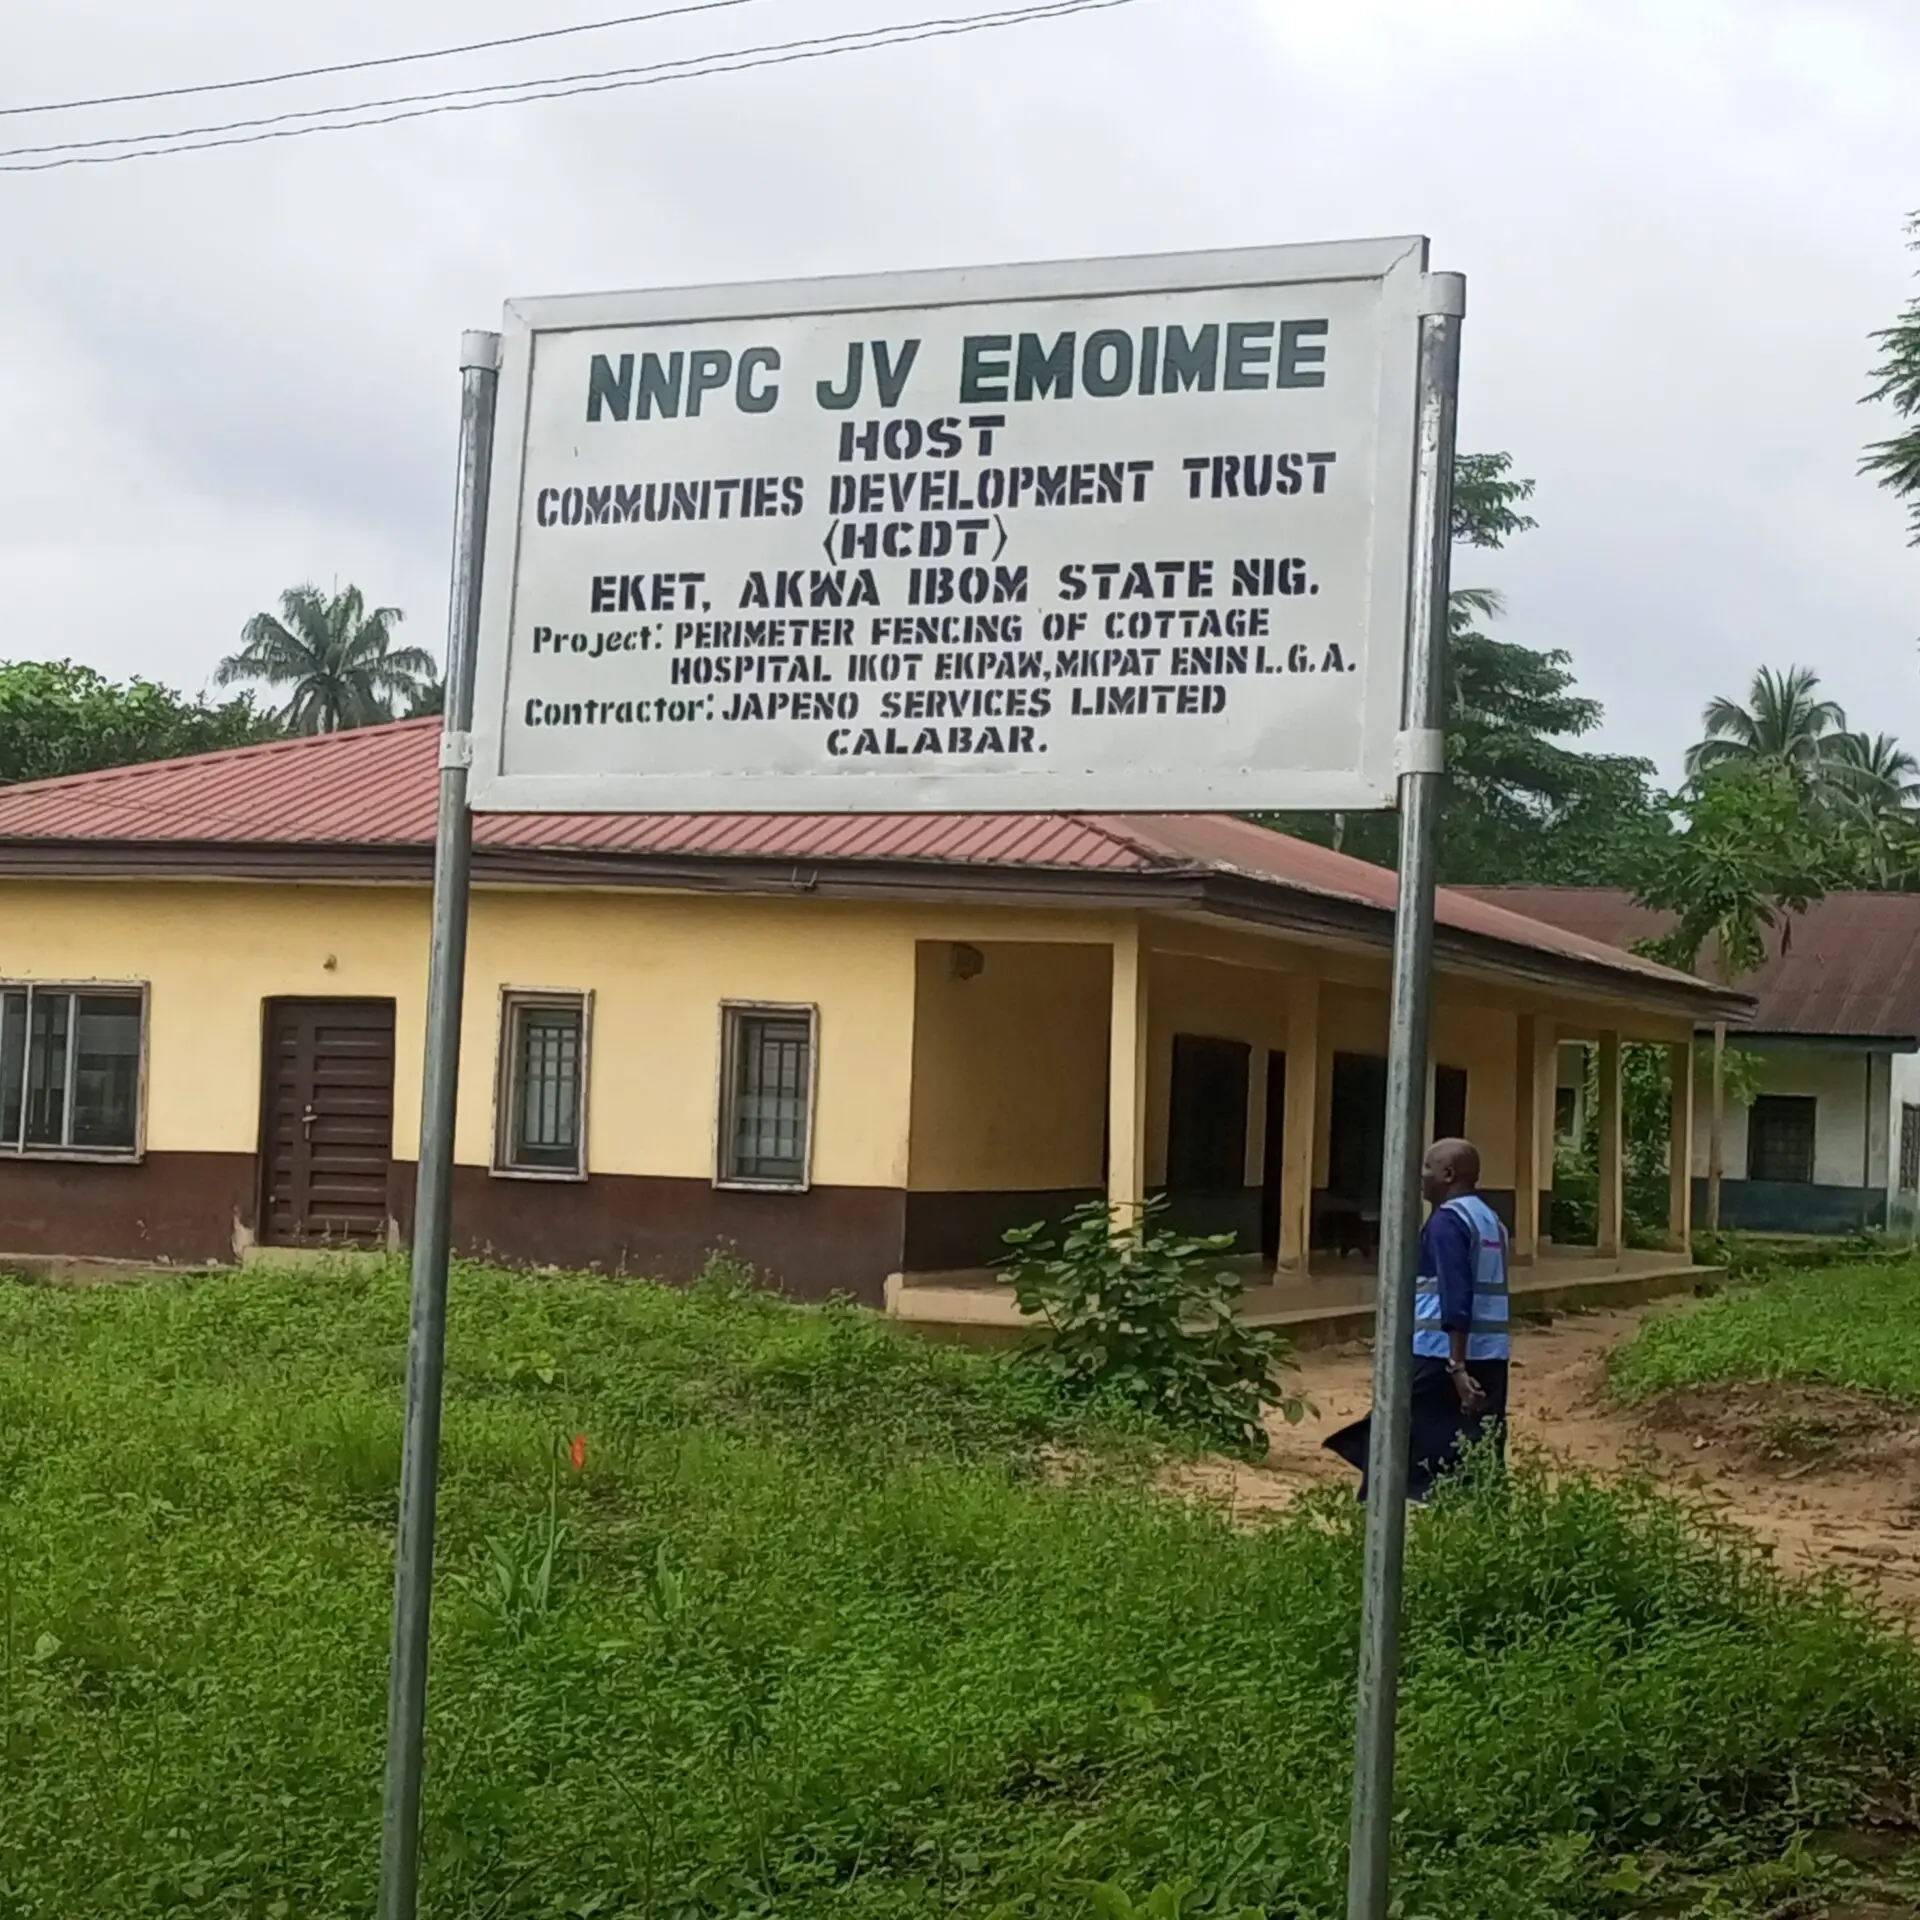 NNPC JV EMOIMEE
HOST
COMMUNITIES DEVELOPMENT TRUST
(HCDT)
EKET, AKWA IBOM STATE NIG.
Project: PERIMETER FENCING OF COTTAGE
HOSPITAL IKOT EKPAW, MKPAT ENIN L.G.A.
Contractor: JAPENO SERVICES LIMITED
CALABAR.